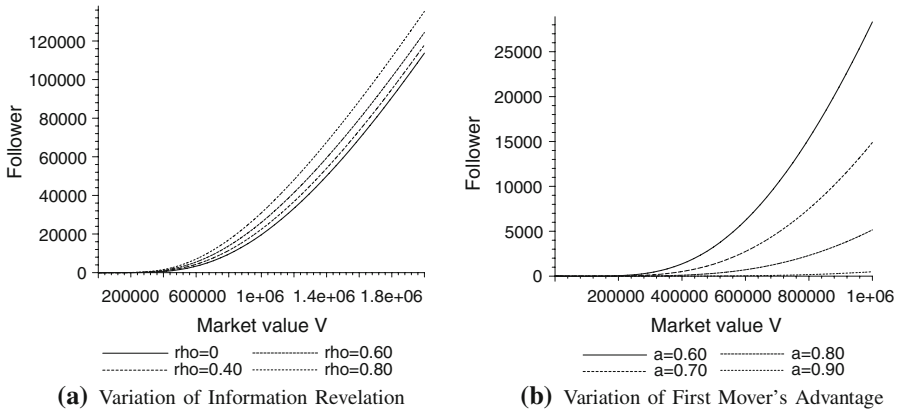 120000
100000
80000
60000
40000
20000
0
Follower
200000 600000 1e+06 1.4e+06 1.8e+06
Market value V
rho=0 rho=0.60
rho=0.40 rho=0.80
(a) Variation of Information Revelation
25000
20000
15000
10000
5000
0
Follower
200000 400000 600000 800000 1e+06
Market value V
a=0.60 a=0.80
a=0.70 a=0.90
(b) Variation of First Mover's Advantage